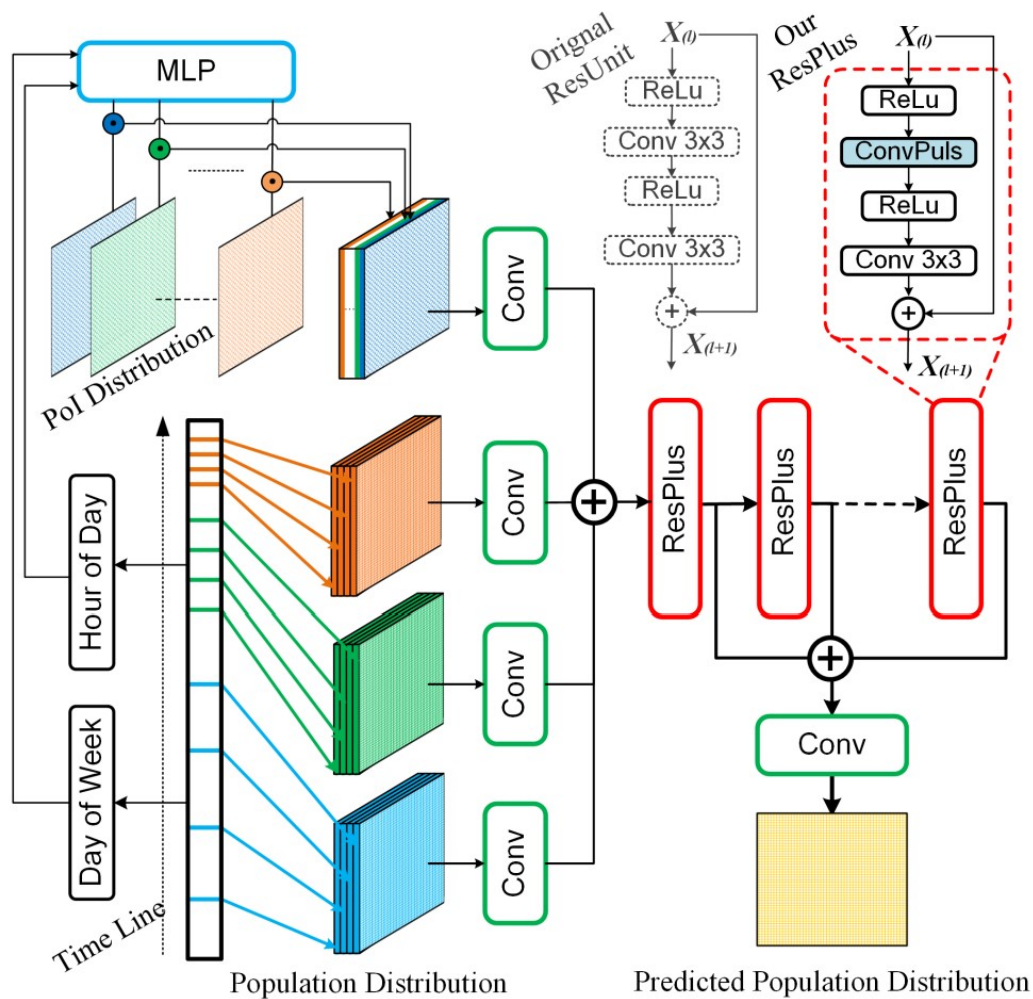 MLP
PoI Distribution
Orignal
ResUnit
X(l)
ReLu
Conv 3x3
ReLu
Conv 3x3
+
X(l+1)
Our
ResPlus
X(l)
ReLu
ConvPuls
ReLu
Conv 3x3
+
X(l+1)
Conv
Conv
Conv
Conv
+
Hour of Day
Day of Week
Time Line
ResPlus
ResPlus
ResPlus
+
Conv
Population Distribution
Predicted Population Distribution